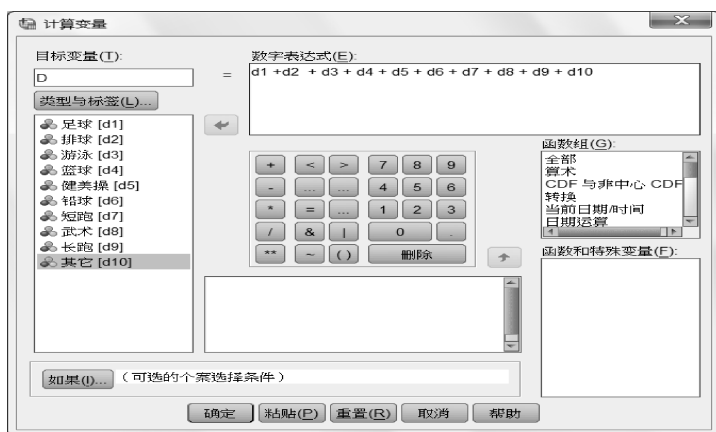 计算变量
目标变量(T):
D
=
数字表达式(E):
d1 +d2 + d3 + d4 + d5 + d6 + d7 + d8 + d9 + d10
类型与标签(L)...
足球 [d1]
排球 [d2]
游泳 [d3]
篮球 [d4]
健美操 [d5]
铅球 [d6]
短跑 [d7]
武术 [d8]
长跑 [d9]
其它 [d10]
+ < > 7 8 9
- ... ... 4 5 6
* = ... 1 2 3
/ & | 0 .
** ~ ( ) 删除
函数组(G):
全部
算术
CDF 与非中心 CDF
转换
当前日期/时间
日期运算
函数和特殊变量(F):
如果(I)...
(可选的个案选择条件)
确定 粘贴(P) 重置(R) 取消 帮助